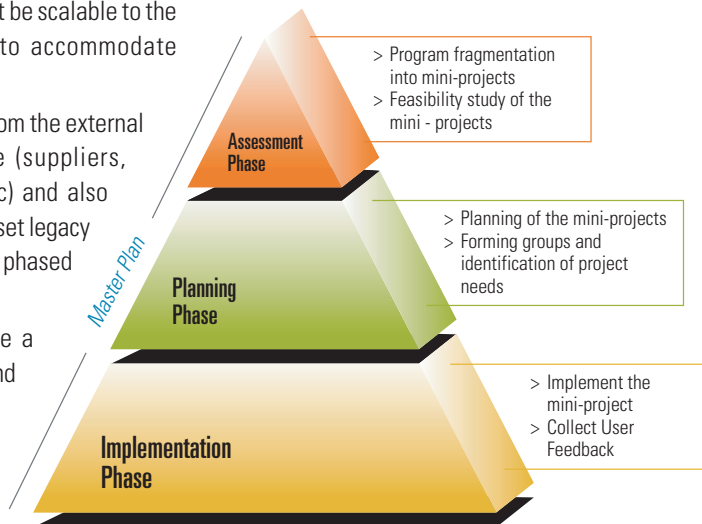 t be scalable to the
to accommodate
om the external
e (suppliers,
c) and also
set legacy
phased
e a
nd
Master Plan
Assessment
Phase
> Program fragmentation
into mini-projects
> Feasibility study of the
mini - projects
Planning
Phase
> Planning of the mini-projects
> Forming groups and
identification of project
needs
Implementation
Phase
> Implement the
mini-project
> Collect User
Feedback